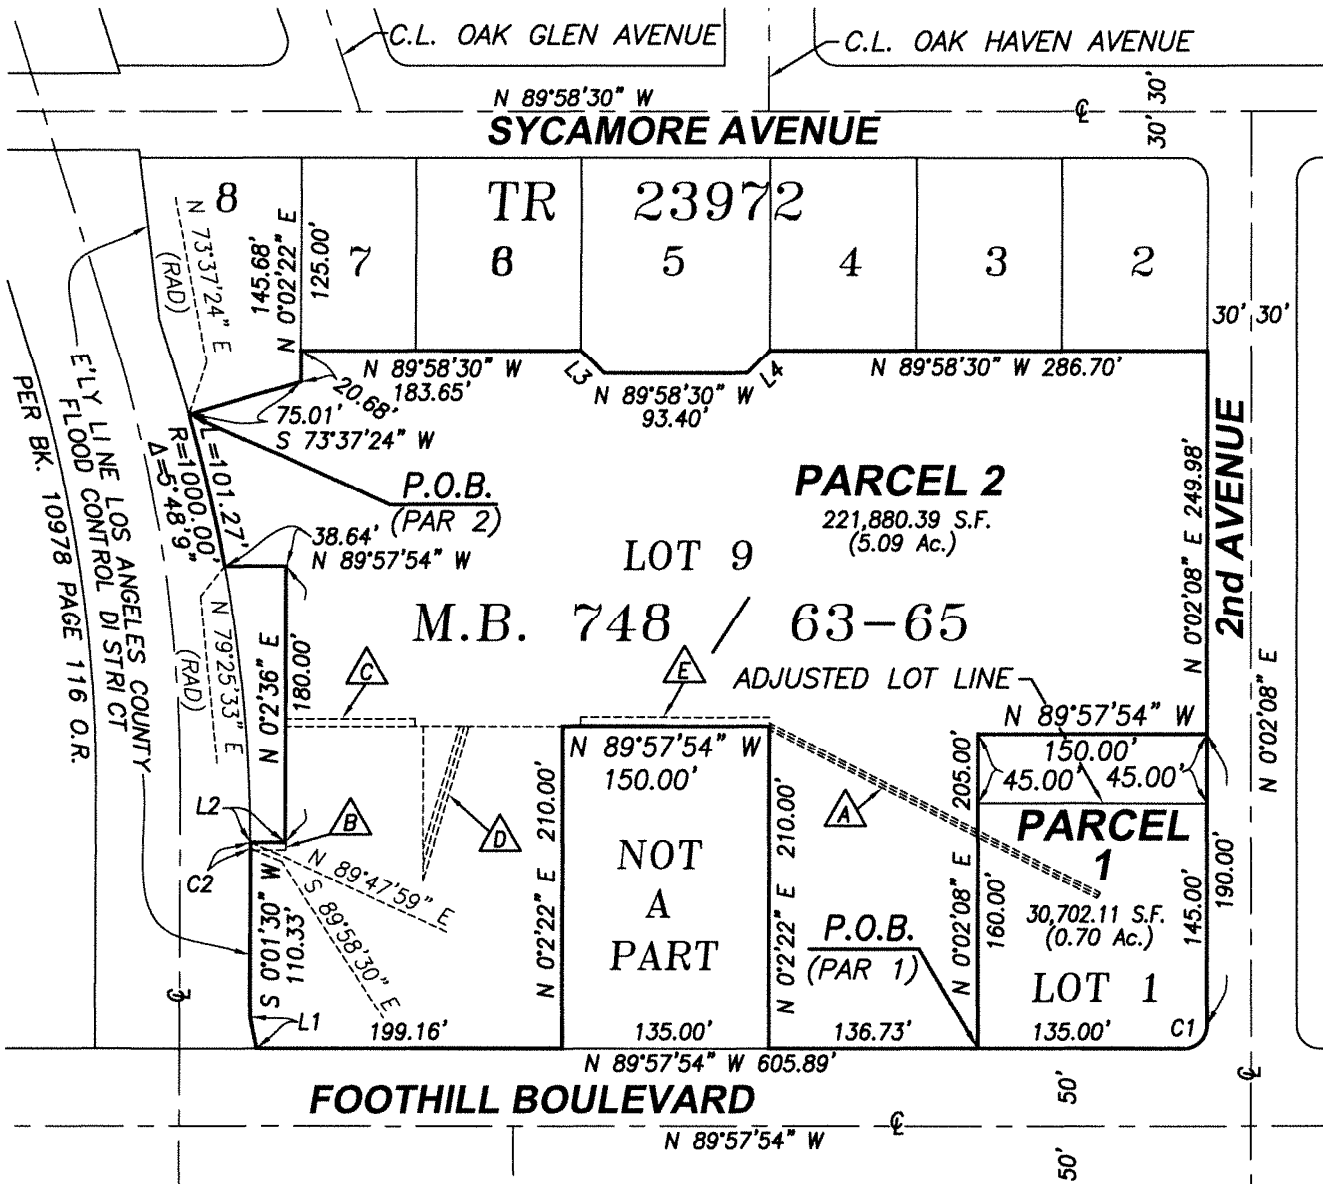 C.L. OAK GLEN AVENUE
C.L. OAK HAVEN AVENUE
N 89°58'30" W
30' 30'
SYCAMORE AVENUE
TR 23972
8
7
6
5
4
3
2
N 73°37'24" E
(RAD)
145.68'
N 0°02'22" E
125.00'
30' 30'
N 89°58'30" W
183.65'
L3
N 89°58'30" W
93.40'
L4
N 89°58'30" W 286.70'
20.68'
75.01'
S 73°37'24" W
E'LY LINE LOS ANGELES COUNTY
FLOOD CONTROL DISTRICT
PER BK. 10978 PAGE 116 O.R.
L=101.27'
R=1000.00'
Δ=5°48'9"
P.O.B.
(PAR 2)
PARCEL 2
221,880.39 S.F.
(5.09 Ac.)
N 0°02'08" E 249.98'
2nd AVENUE
38.64'
N 89°57'54" W
LOT 9
M.B. 748 / 63-65
N 79°25'33" E
(RAD)
N 0°2'36" E
180.00'
C
E
ADJUSTED LOT LINE
N 89°57'54" W
150.00'
45.00' 45.00'
N 0°02'08" E
N 89°57'54" W
150.00'
205.00'
L2
B
D
A
C2
N 89°47'59" E
S 89°58'30" E
S 0°01'30" W
110.33'
N 0°2'22" E 210.00'
NOT
A
PART
N 0°2'22" E 210.00'
N 0°02'08" E
160.00'
PARCEL
1
30,702.11 S.F.
(0.70 Ac.)
LOT 1
145.00'
190.00'
P.O.B.
(PAR 1)
L1
199.16'
135.00'
136.73'
135.00'
C1
N 89°57'54" W 605.89'
FOOTHILL BOULEVARD
N 89°57'54" W
50'
50'